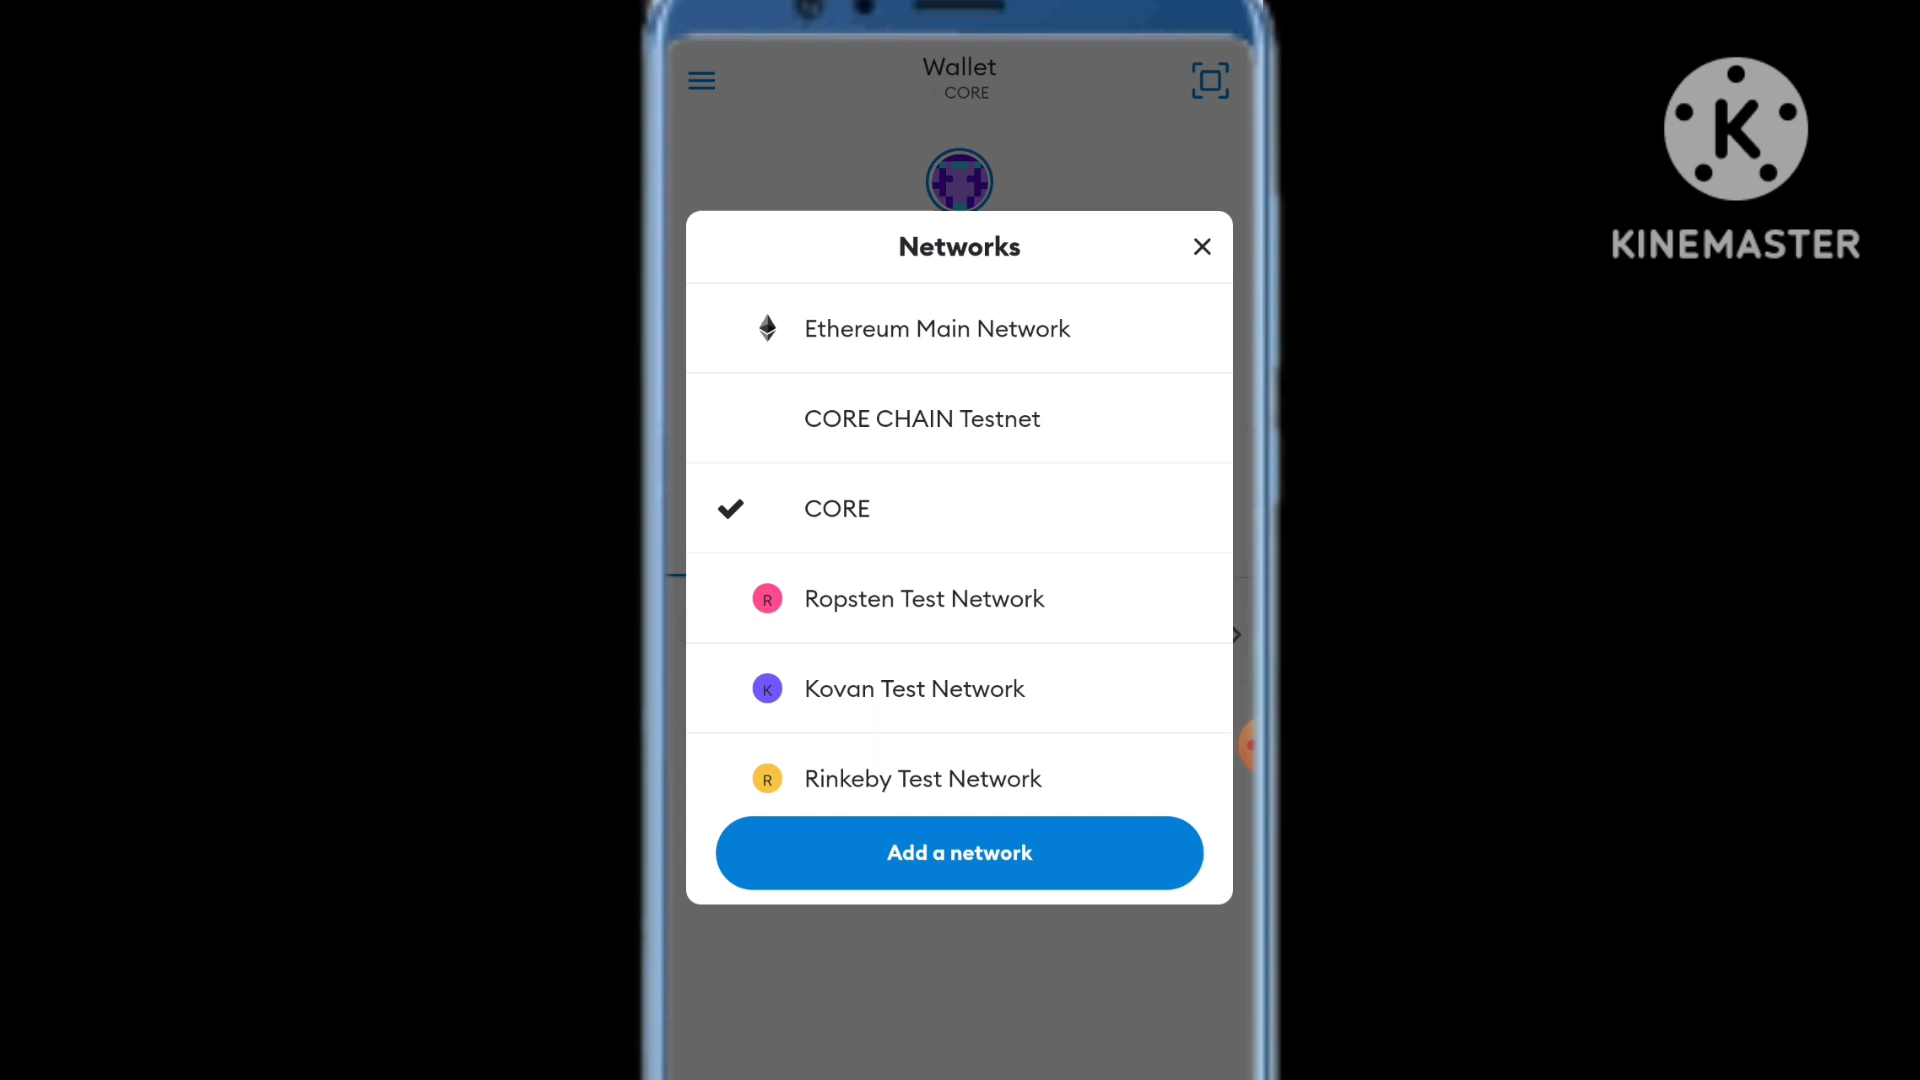 Wallet
CORE
KINEMASTER
Networks
Ethereum Main Network
CORE CHAIN Testnet
CORE
R Ropsten Test Network
K Kovan Test Network
R Rinkeby Test Network
Add a network